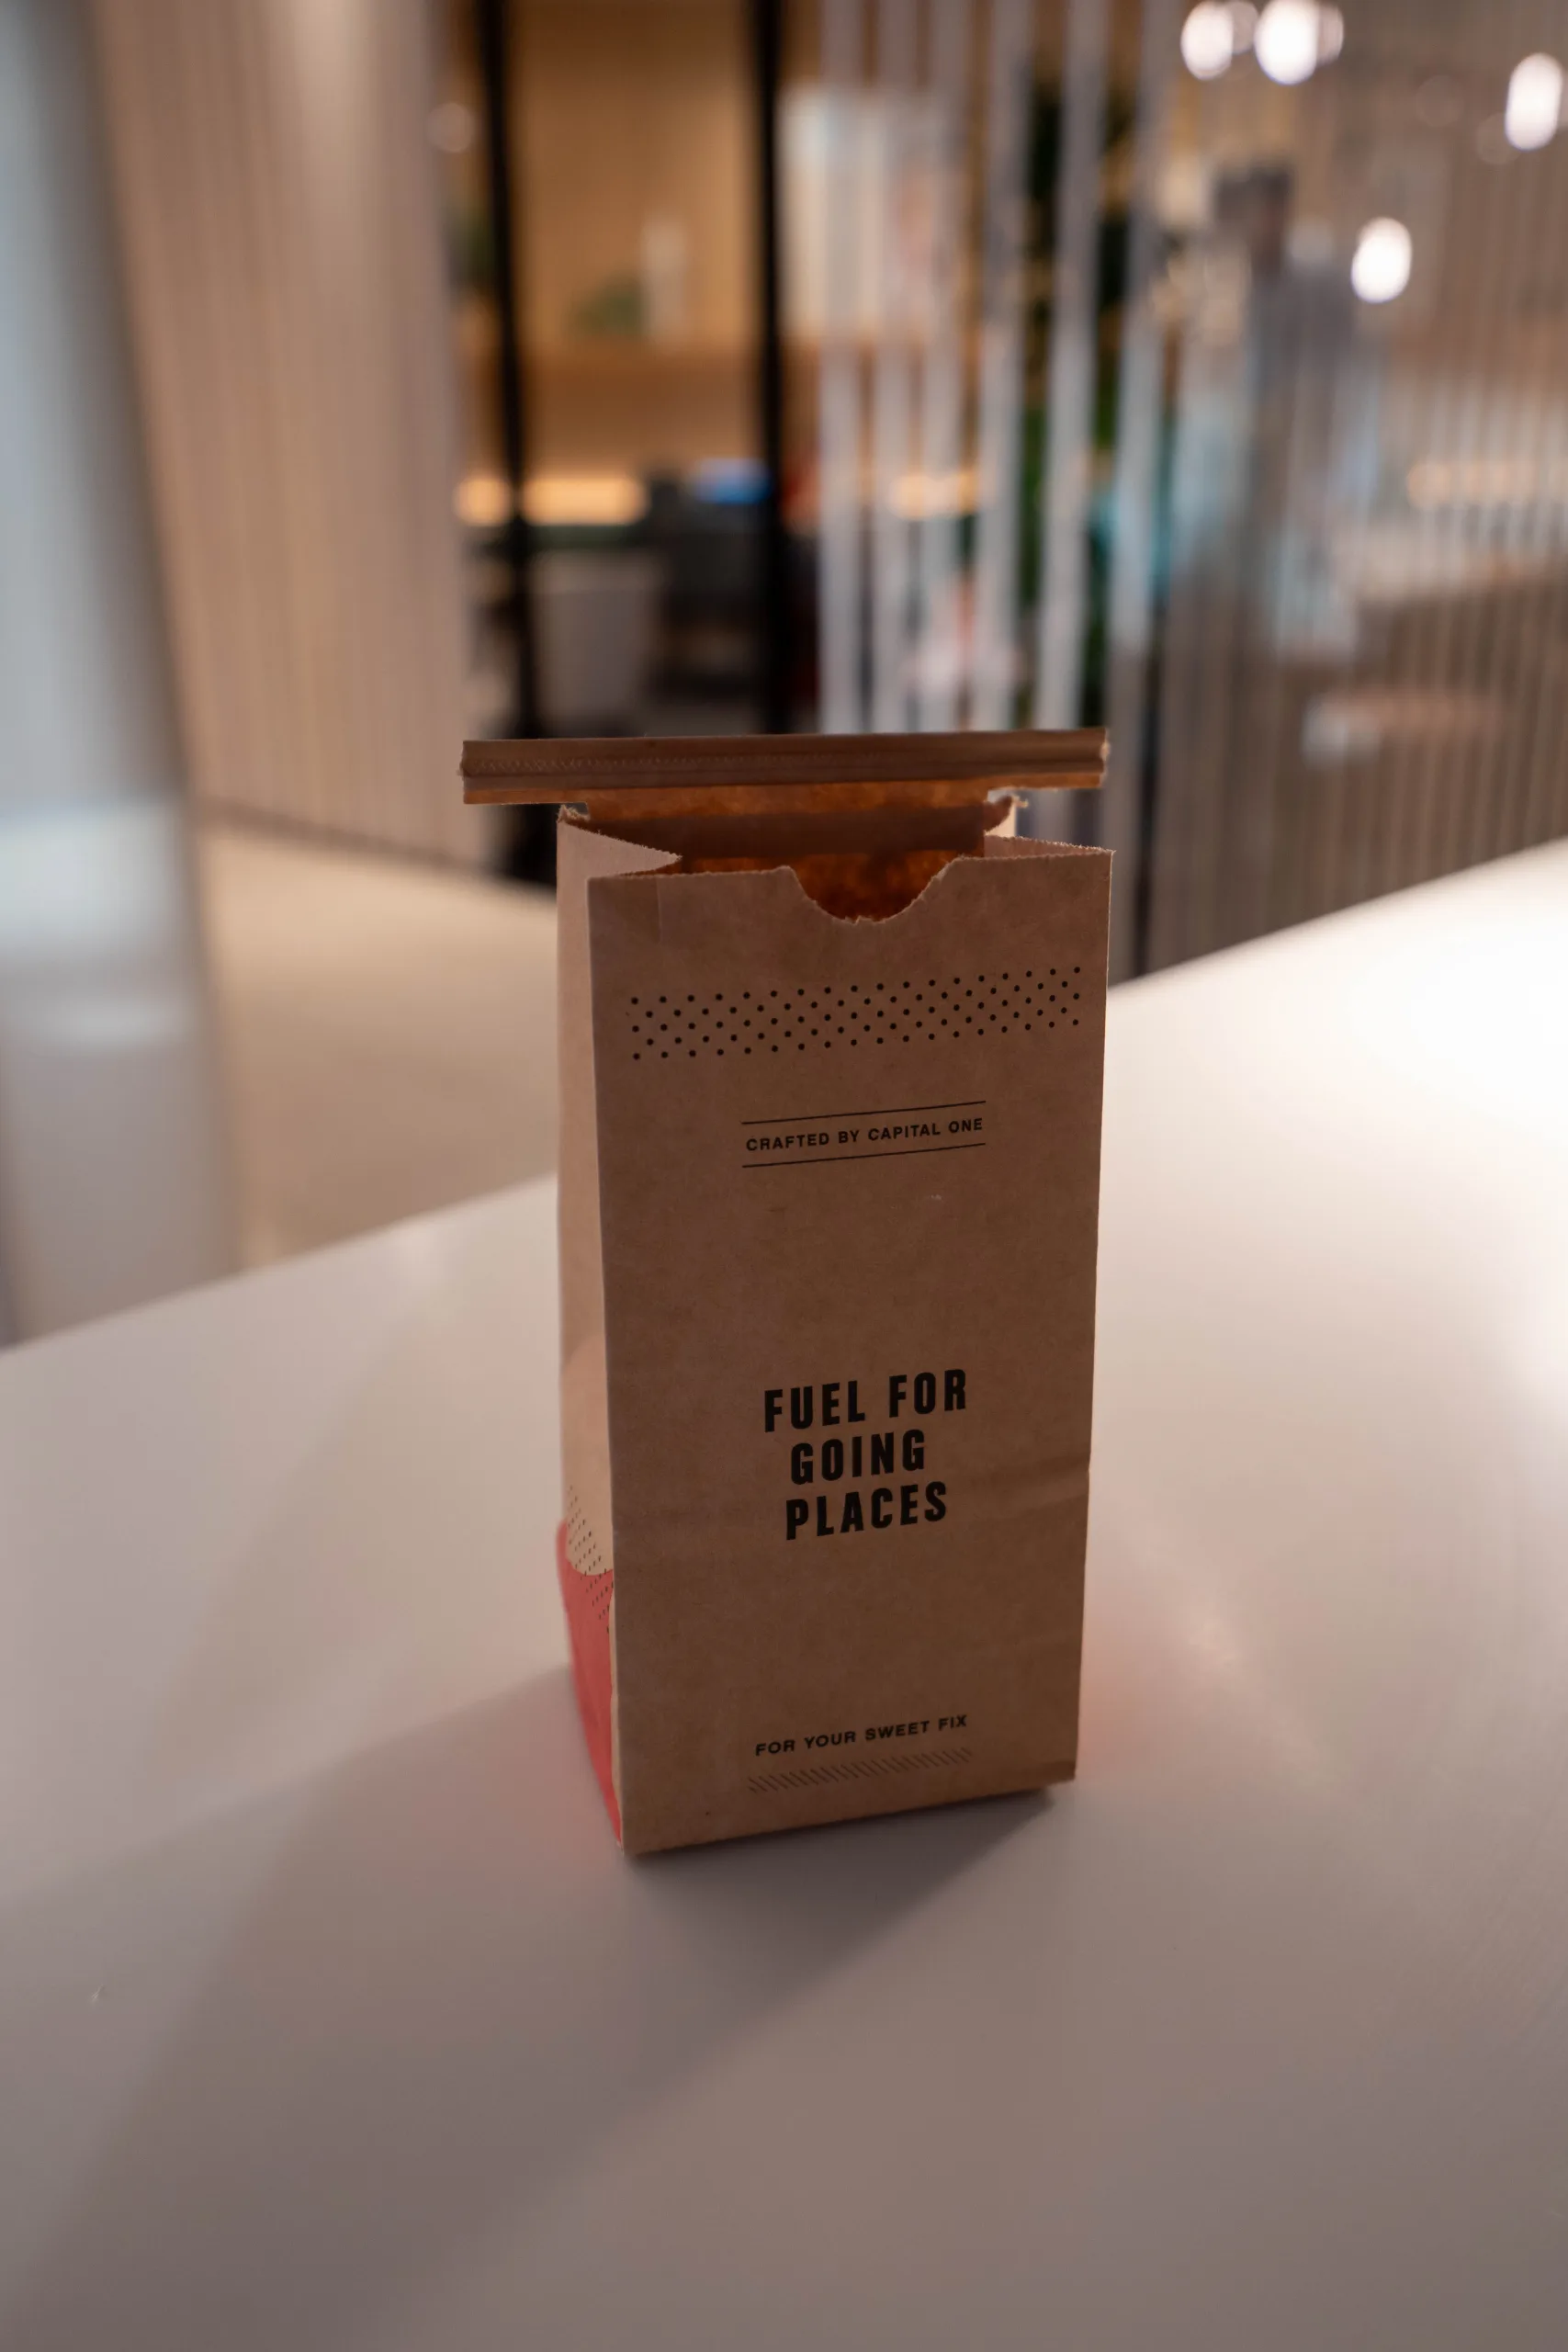 CRAFTED BY CAPITAL ONE
FUEL FOR
GOING
PLACES
FOR YOUR SWEET FIX